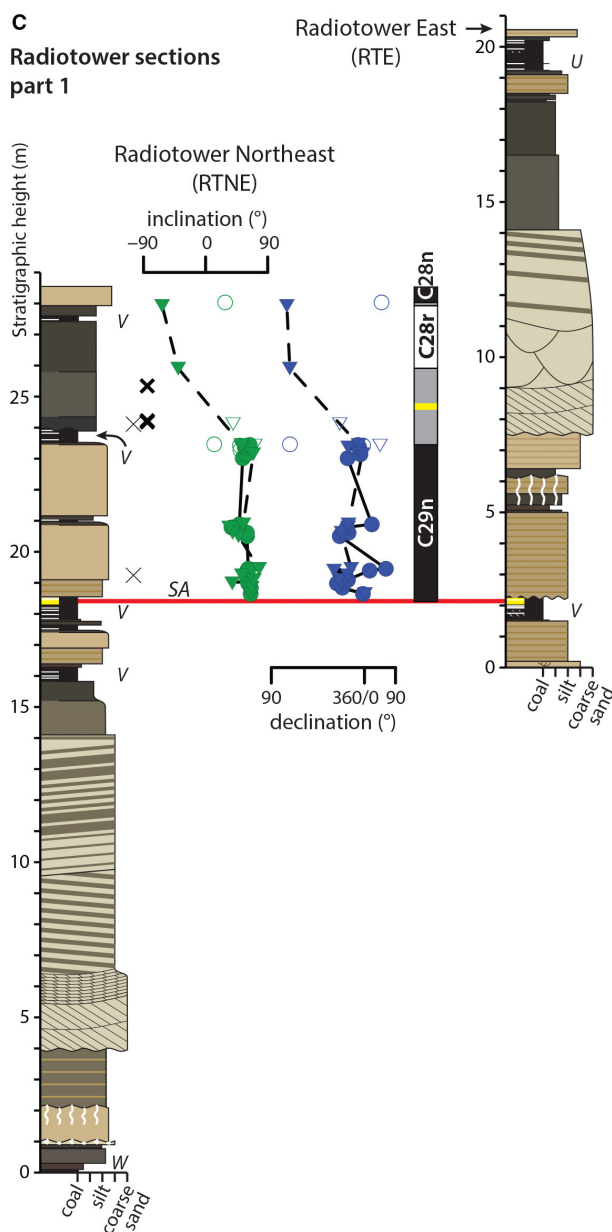 C
Radiotower sections
part 1
Radiotower East
(RTE)
Radiotower Northeast
(RTNE)
inclination (°)
–90 0 90
Stratigraphic height (m)
25
20
15
10
5
0
V
V
SA
V
V
W
coal
silt
coarse
sand
C28n
C28r
C29n
90 360/0 90
declination (°)
20
15
10
5
0
U
V
coal
silt
coarse
sand